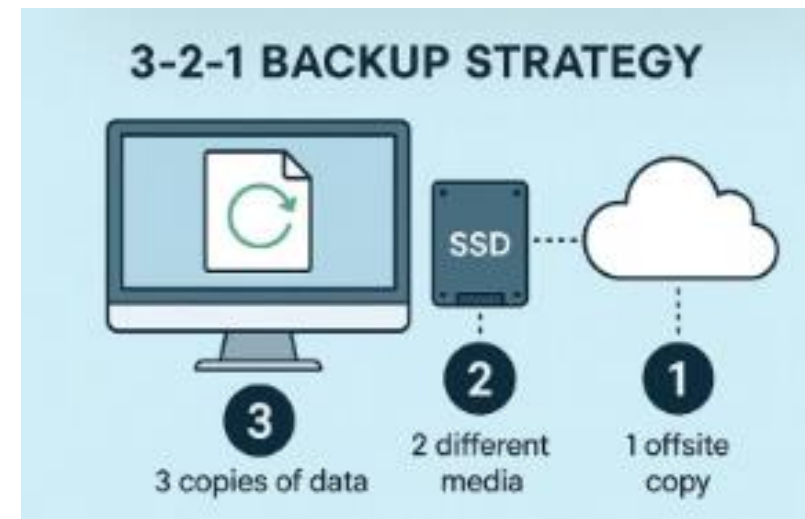 3-2-1 BACKUP STRATEGY
SSD
3
3 copies of data
2
2 different
media
1
1 offsite
copy